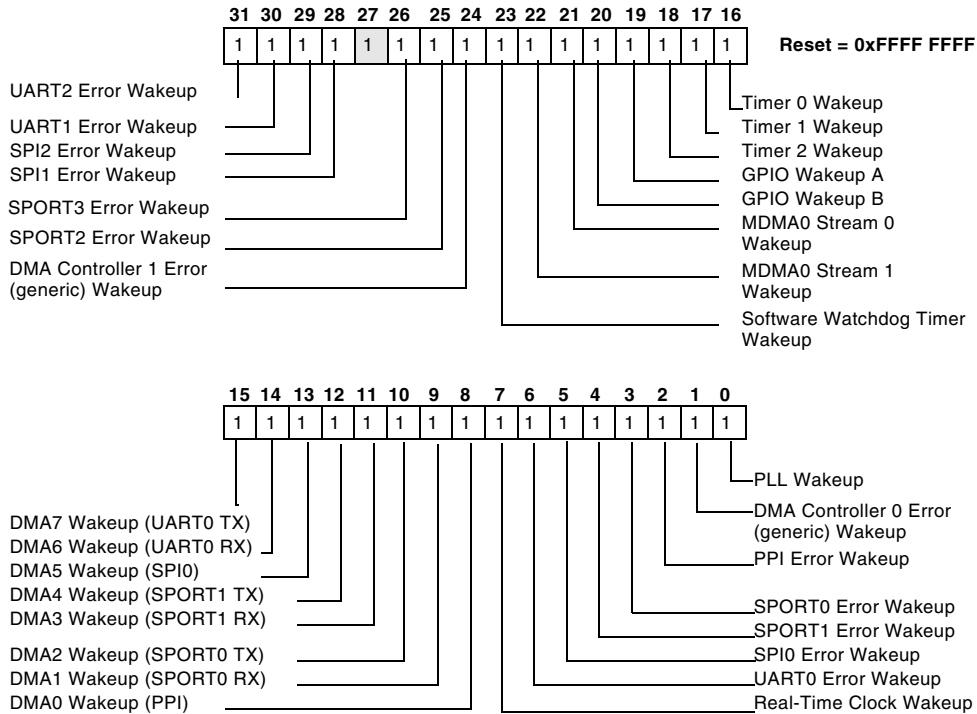 31 30 29 28 27 26 25 24 23 22 21 20 19 18 17 16
1 1 1 1 1 1 1 1 1 1 1 1 1 1 1 1
Reset = 0xFFFF FFFF
UART2 Error Wakeup
UART1 Error Wakeup
SPI2 Error Wakeup
SPI1 Error Wakeup
SPORT3 Error Wakeup
SPORT2 Error Wakeup
DMA Controller 1 Error
(generic) Wakeup
Timer 0 Wakeup
Timer 1 Wakeup
Timer 2 Wakeup
GPIO Wakeup A
GPIO Wakeup B
MDMA0 Stream 0
Wakeup
MDMA0 Stream 1
Wakeup
Software Watchdog Timer
Wakeup
15 14 13 12 11 10 9 8 7 6 5 4 3 2 1 0
1 1 1 1 1 1 1 1 1 1 1 1 1 1 1 1
DMA7 Wakeup (UART0 TX)
DMA6 Wakeup (UART0 RX)
DMA5 Wakeup (SPI0)
DMA4 Wakeup (SPORT1 TX)
DMA3 Wakeup (SPORT1 RX)
DMA2 Wakeup (SPORT0 TX)
DMA1 Wakeup (SPORT0 RX)
DMA0 Wakeup (PPI)
PLL Wakeup
DMA Controller 0 Error
(generic) Wakeup
PPI Error Wakeup
SPORT0 Error Wakeup
SPORT1 Error Wakeup
SPI0 Error Wakeup
UART0 Error Wakeup
Real-Time Clock Wakeup